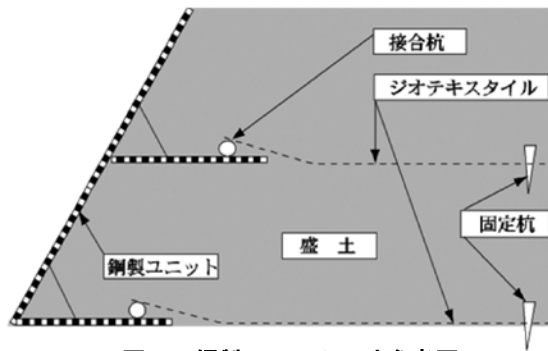 接合杭
ジオテキスタイル
固定杭
鋼製ユニット
盛 土